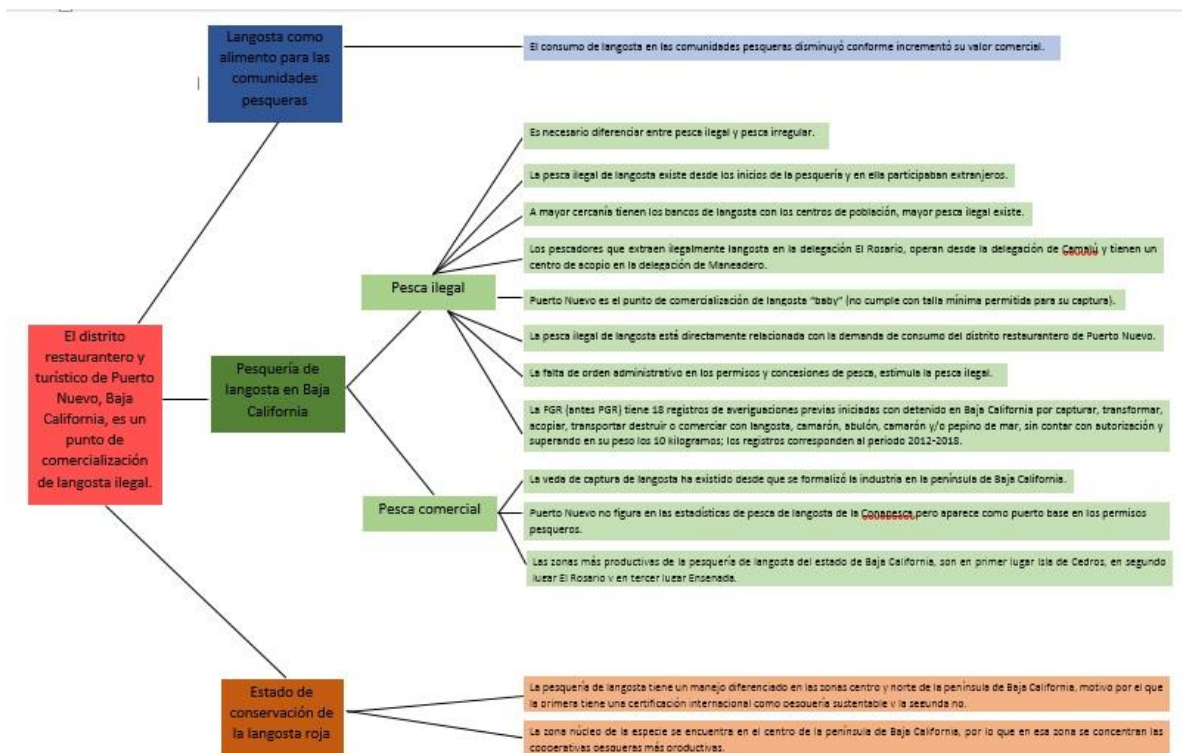 Langosta como
alimento para las
comunidades
pesqueras
El consumo de langosta en las comunidades pesqueras disminuyó conforme incrementó su valor comercial.
Es necesario diferenciar entre pesca ilegal y pesca irregular.
La pesca ilegal de langosta existe desde los inicios de la pesquería y en ella participaban extranjeros.
A mayor cercanía tienen los bancos de langosta con los centros de población, mayor pesca ilegal existe.
Los pescadores que extraen ilegalmente langosta en la delegación El Rosario, operan desde la delegación de Camalú y tienen un
centro de acopio en la delegación de Maneadero.
Pesca ilegal
Puerto Nuevo es el punto de comercialización de langosta "baby" (no cumple con talla mínima permitida para su captura).
La pesca ilegal de langosta está directamente relacionada con la demanda de consumo del distrito restaurantero de Puerto Nuevo.
La falta de orden administrativo en los permisos y concesiones de pesca, estimula la pesca ilegal.
La FGR (antes PGR) tiene 18 registros de averiguaciones previas iniciadas con detenido en Baja California por capturar, transformar,
acopiar, transportar destruir o comerciar con langosta, camarón, abulón, camarón y/o pepino de mar, sin contar con autorización y
superando en su peso los 10 kilogramos; los registros corresponden al periodo 2012-2018.
El distrito
restaurantero y
turístico de Puerto
Nuevo, Baja
California, es un
punto de
comercialización
de langosta ilegal.
Pesquería de
langosta en Baja
California
Pesca comercial
La veda de captura de langosta ha existido desde que se formalizó la industria en la península de Baja California.
Puerto Nuevo no figura en las estadísticas de pesca de langosta de la Conapesca pero aparece como puerto base en los permisos
pesqueros.
Las zonas más productivas de la pesquería de langosta del estado de Baja California, son en primer lugar Isla de Cedros, en segundo
lugar El Rosario y en tercer lugar Ensenada.
Estado de
conservación de
la langosta roja
La pesquería de langosta tiene un manejo diferenciado en las zonas centro y norte de la península de Baja California, motivo por el que
la primera tiene una certificación internacional como pesquería sustentable y la segunda no.
La zona núcleo de la especie se encuentra en el centro de la península de Baja California, por lo que en esa zona se concentran las
cooperativas pesqueras más productivas.